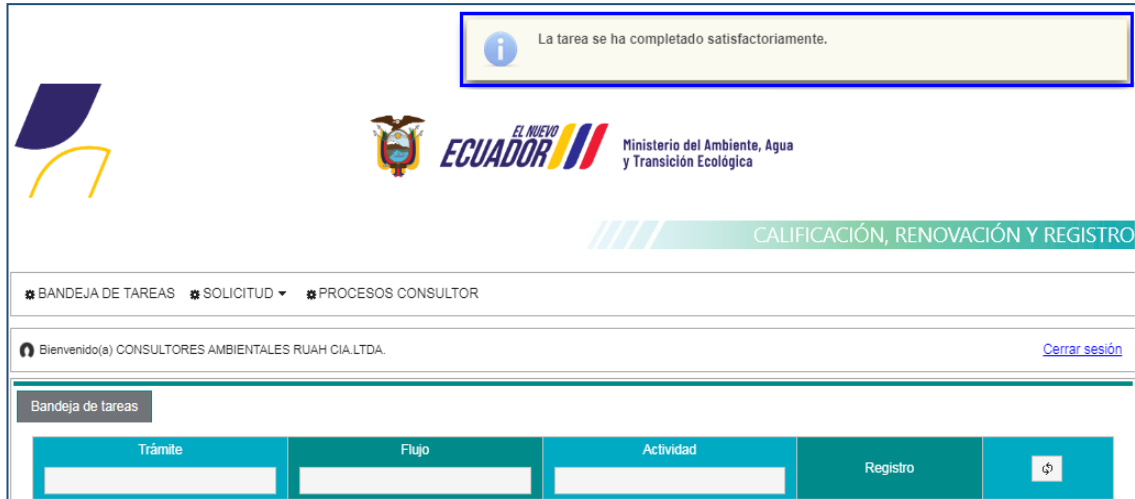 La tarea se ha completado satisfactoriamente.
EL NUEVO
ECUADOR
Ministerio del Ambiente, Agua
y Transición Ecológica
CALIFICACIÓN, RENOVACIÓN Y REGISTRO
BANDEJA DE TAREAS SOLICITUD PROCESOS CONSULTOR
Bienvenido(a) CONSULTORES AMBIENTALES RUAH CIA.LTDA. Cerrar sesión
Bandeja de tareas
Trámite Flujo Actividad Registro